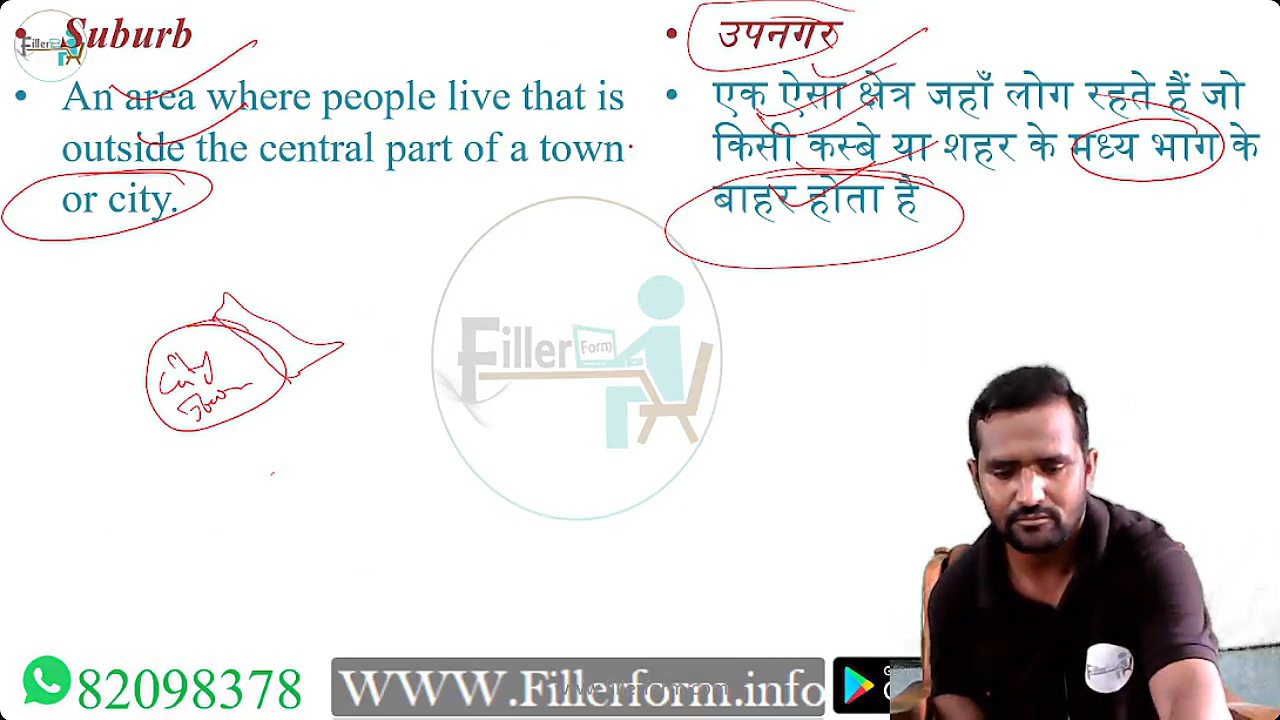 Suburb
An area where people live that is
outside the central part of a town
or city.
उपनगर
एक ऐसा क्षेत्र जहाँ लोग रहते हैं जो
किसी कस्बे या शहर के मध्य भाग के
बाहर होता है
City
Town
Filler Form
82098378
WWW.Fillerform.info
Filler